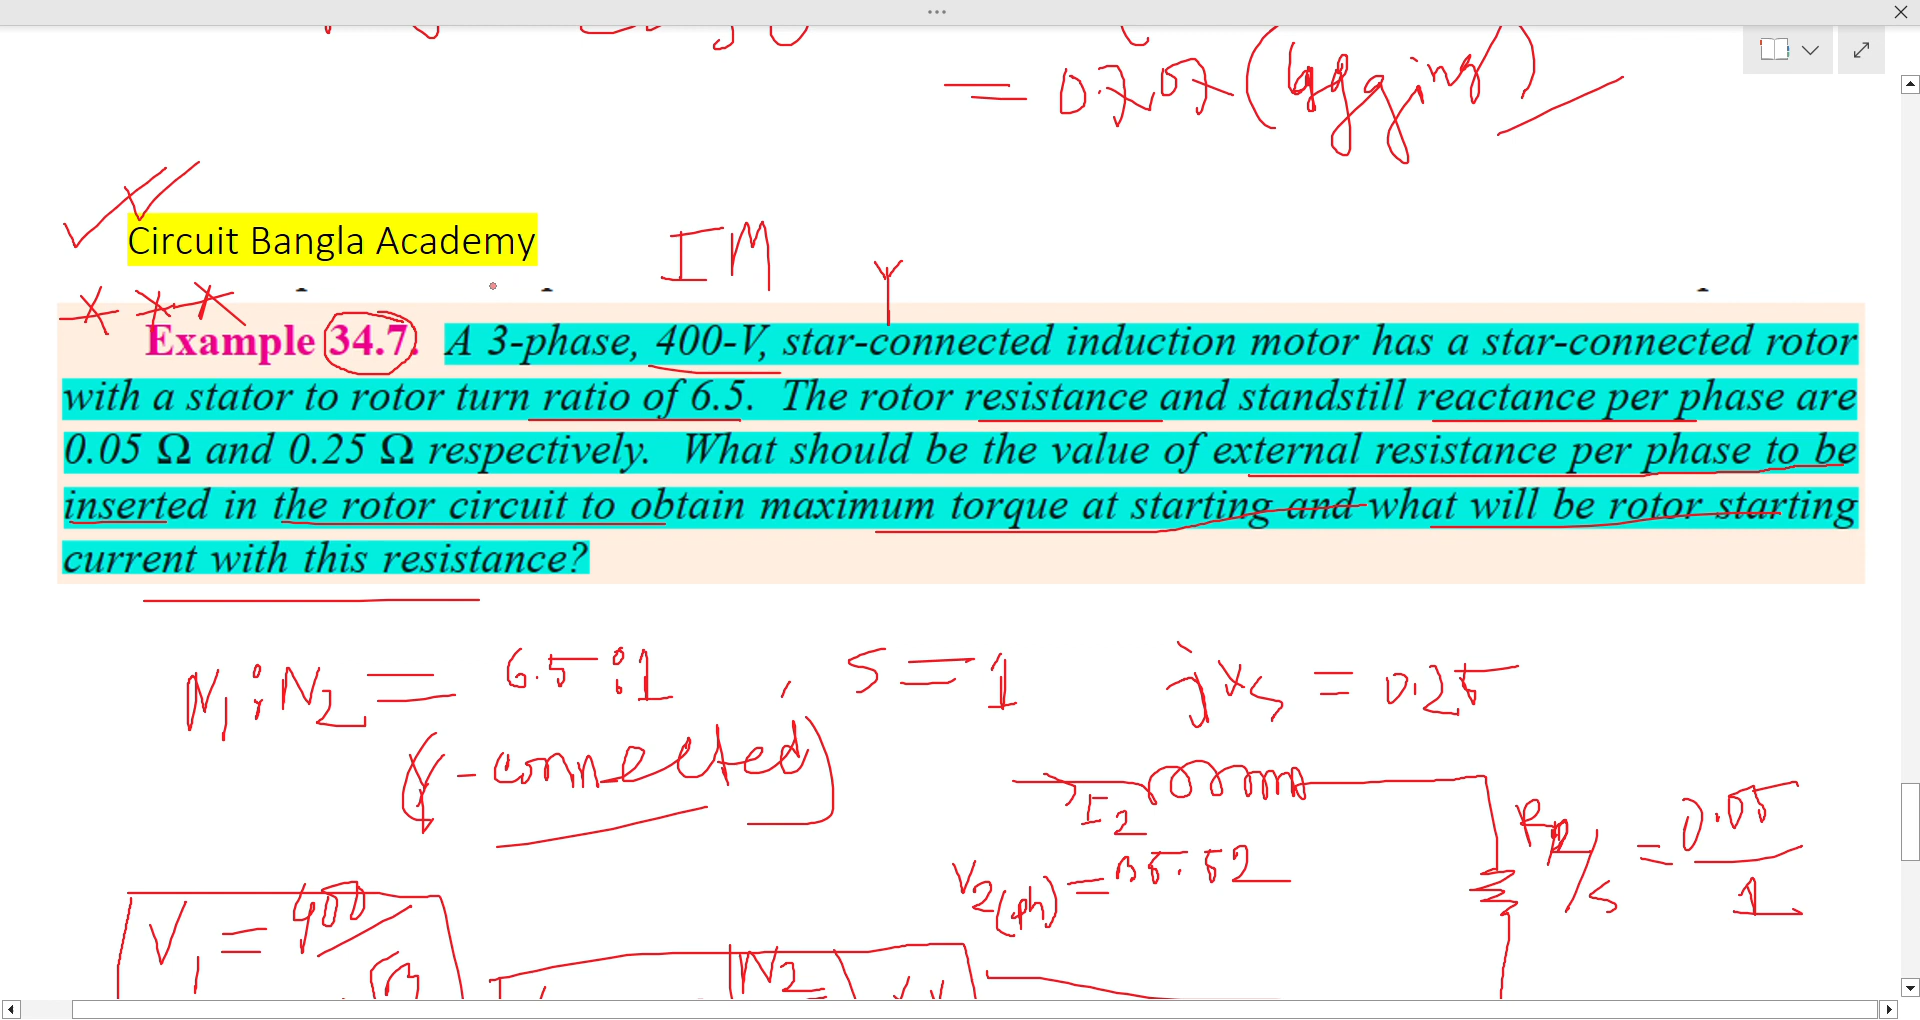 = 0.707 (lagging)
Circuit Bangla Academy
IM
Y
Example 34.7. A 3-phase, 400-V, star-connected induction motor has a star-connected rotor
with a stator to rotor turn ratio of 6.5. The rotor resistance and standstill reactance per phase are
0.05 Ω and 0.25 Ω respectively. What should be the value of external resistance per phase to be
inserted in the rotor circuit to obtain maximum torque at starting and what will be rotor starting
current with this resistance?
N1 : N2 = 6.5 : 1 , S = 1
(Y - connected)
= 0.25
I2
R2/S = 0.05/1
V2(ph) = 35.52
V1 = 400
N2